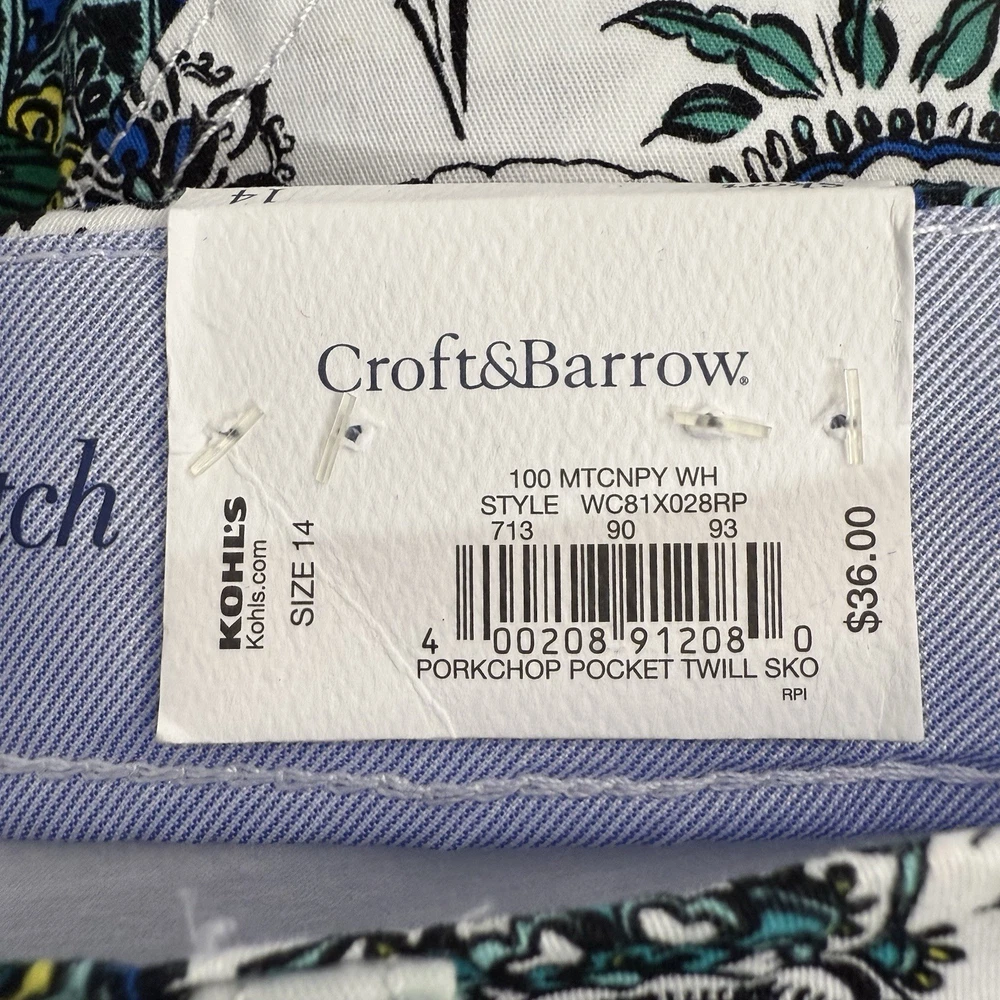 14
Skort
Croft&Barrow®
100 MTCNPY WH
STYLE WC81X028RP
713 90 93
4 00208 91208 0
PORKCHOP POCKET TWILL SKO
RPI
KOHL'S
Kohls.com
SIZE 14
$36.00
tch